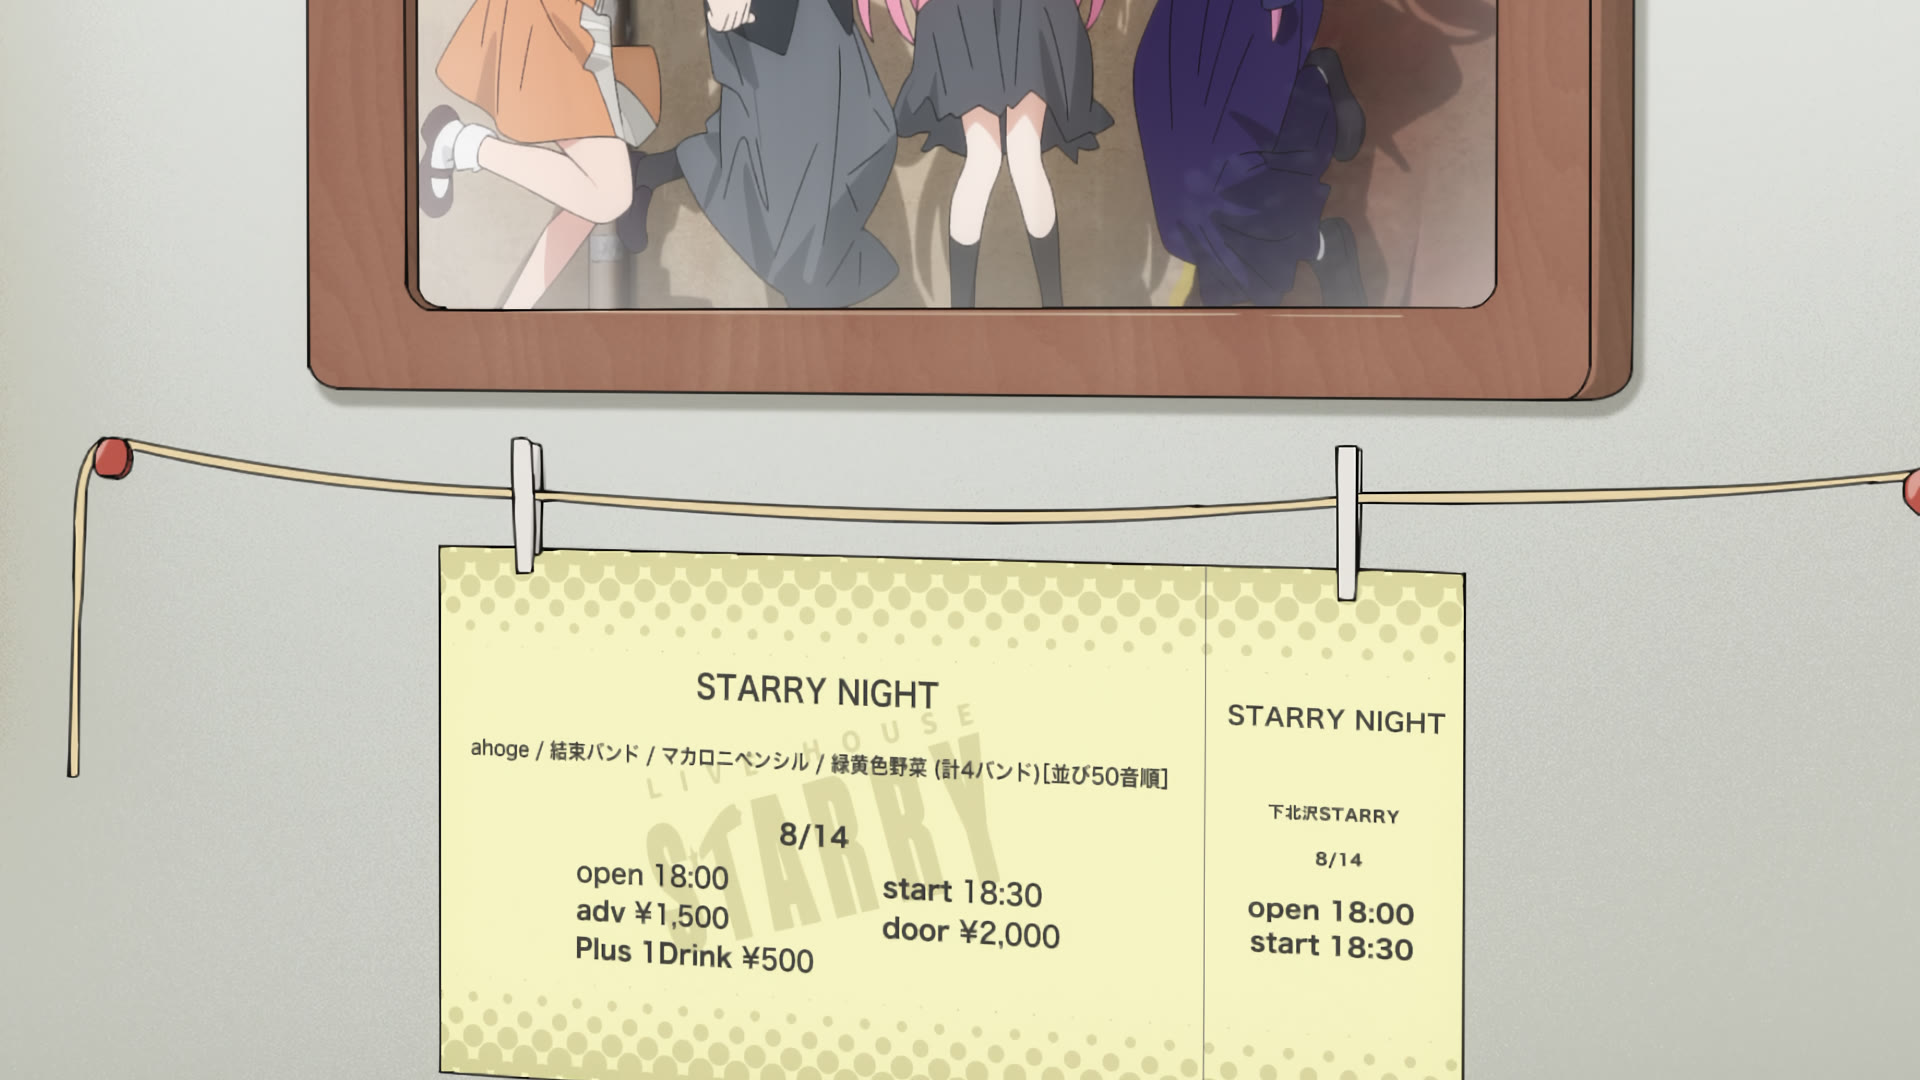 STARRY NIGHT
ahoge / 結束バンド / マカロニペンシル / 緑黄色野菜 (計4バンド)[並び50音順]
LIVE HOUSE
STARRY
8/14
open 18:00
start 18:30
adv ¥1,500
door ¥2,000
Plus 1Drink ¥500
STARRY NIGHT
下北沢STARRY
8/14
open 18:00
start 18:30